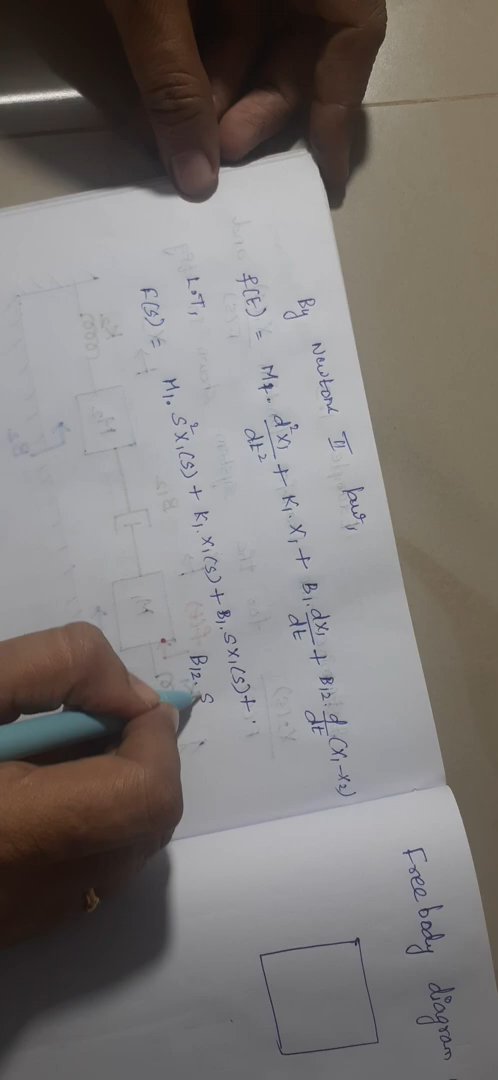 By Newtons II law,
f(t) = M1. d²x1/dt² + K1. x1 + B1. dx1/dt + B12. d/dt (x1-x2)
L.T,
F(s) = M1. s²x1(s) + K1. x1(s) + B1. sx1(s) + .
B12. s
Free body diagram